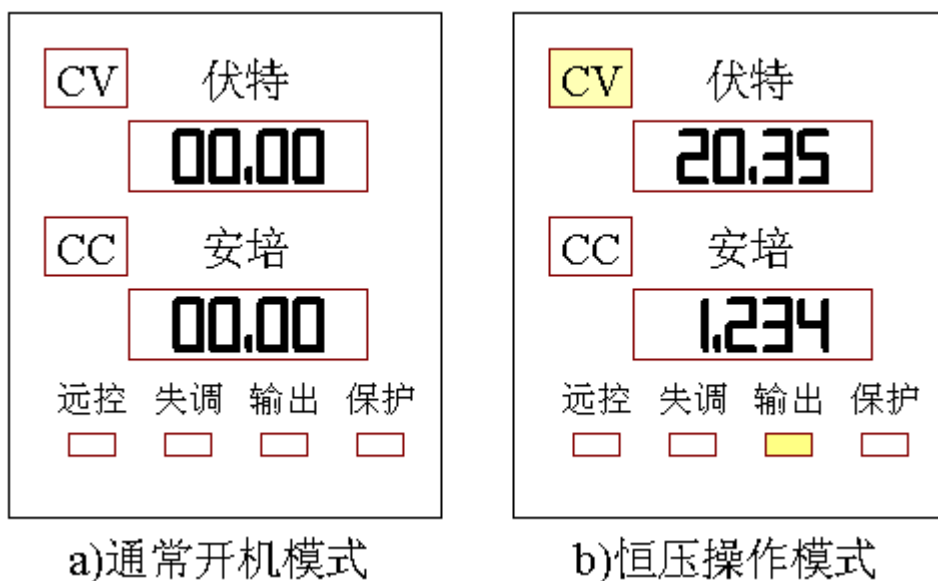 CV 伏特
00.00
CC 安培
00.00
远控 失调 输出 保护
a)通常开机模式
CV 伏特
20.35
CC 安培
1.234
远控 失调 输出 保护
b)恒压操作模式